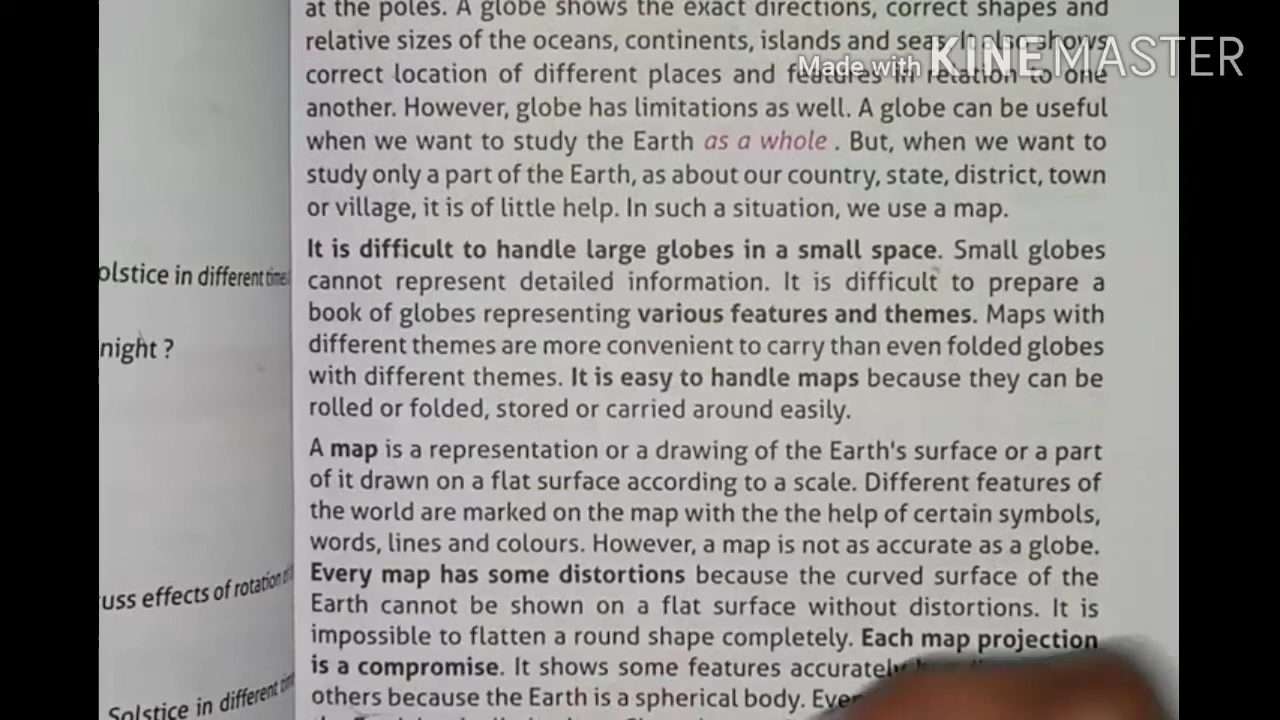 at the poles. A globe shows the exact directions, correct shapes and
relative sizes of the oceans, continents, islands and seas. It also shows
Made with KINEMASTER
correct location of different places and features in relation to one
another. However, globe has limitations as well. A globe can be useful
when we want to study the Earth as a whole . But, when we want to
study only a part of the Earth, as about our country, state, district, town
or village, it is of little help. In such a situation, we use a map.
It is difficult to handle large globes in a small space. Small globes
cannot represent detailed information. It is difficult to prepare a
book of globes representing various features and themes. Maps with
different themes are more convenient to carry than even folded globes
with different themes. It is easy to handle maps because they can be
rolled or folded, stored or carried around easily.
A map is a representation or a drawing of the Earth's surface or a part
of it drawn on a flat surface according to a scale. Different features of
the world are marked on the map with the the help of certain symbols,
words, lines and colours. However, a map is not as accurate as a globe.
Every map has some distortions because the curved surface of the
Earth cannot be shown on a flat surface without distortions. It is
impossible to flatten a round shape completely. Each map projection
is a compromise. It shows some features accurately
others because the Earth is a spherical body.
olstice in different
night ?
uss effects of rotation
Solstice in different